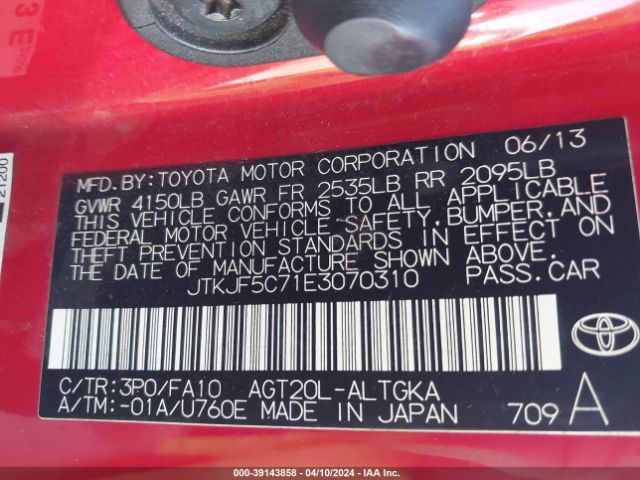 21200
MFD. BY: TOYOTA MOTOR CORPORATION 06/13
GVWR 4150LB GAWR FR 2535LB RR 2095LB
THIS VEHICLE CONFORMS TO ALL APPLICABLE
FEDERAL MOTOR VEHICLE SAFETY, BUMPER, AND
THEFT PREVENTION STANDARDS IN EFFECT ON
THE DATE OF MANUFACTURE SHOWN ABOVE.
JTKJF5C71E3070310 PASS.CAR
C/TR:3P0/FA10 AGT20L-ALTGKA
A/TM:-01A/U760E MADE IN JAPAN 709 A
000-39143858 - 04/10/2024 - IAA Inc.